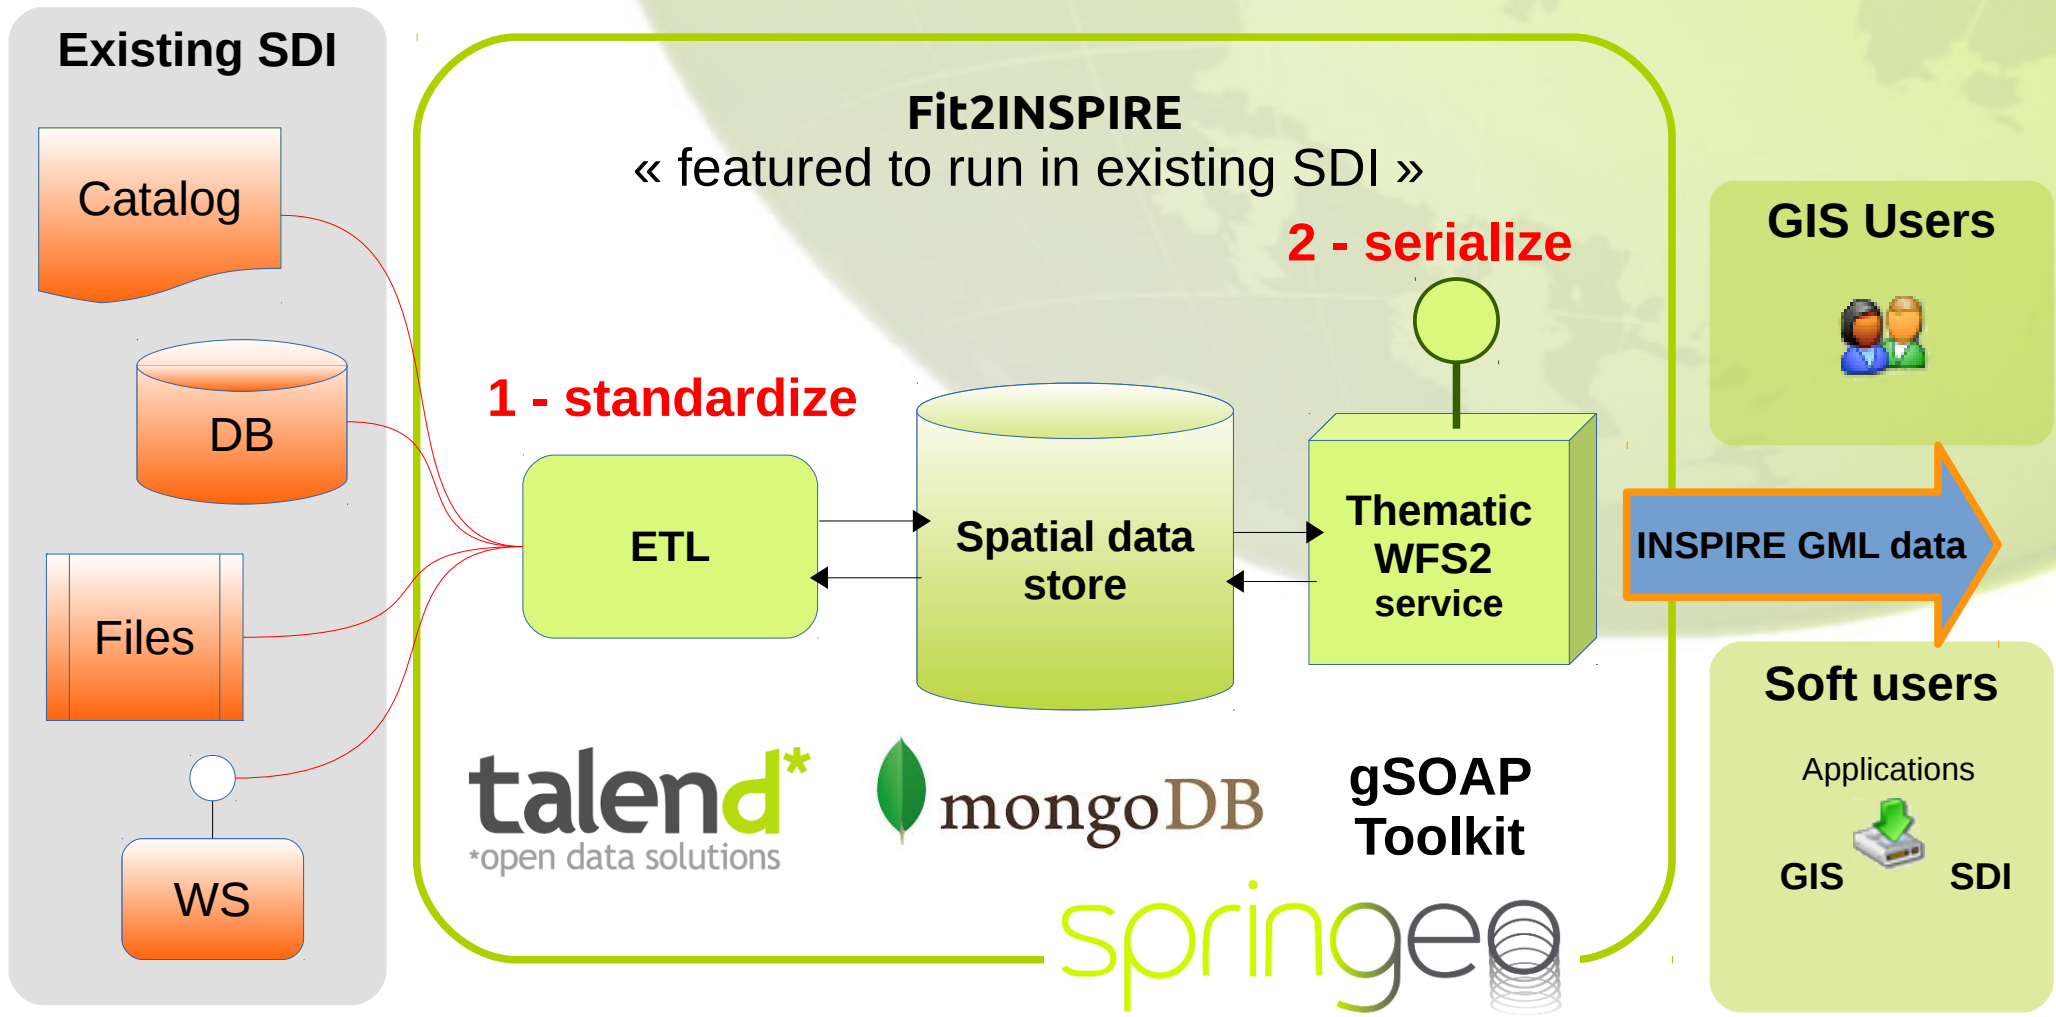 Existing SDI
Catalog
DB
Files
WS
Fit2INSPIRE
« featured to run in existing SDI »
1 - standardize
2 - serialize
ETL
Spatial data
store
Thematic
WFS2
service
talend*
*open data solutions
mongoDB
gSOAP
Toolkit
springeo
INSPIRE GML data
GIS Users
Soft users
Applications
GIS
SDI